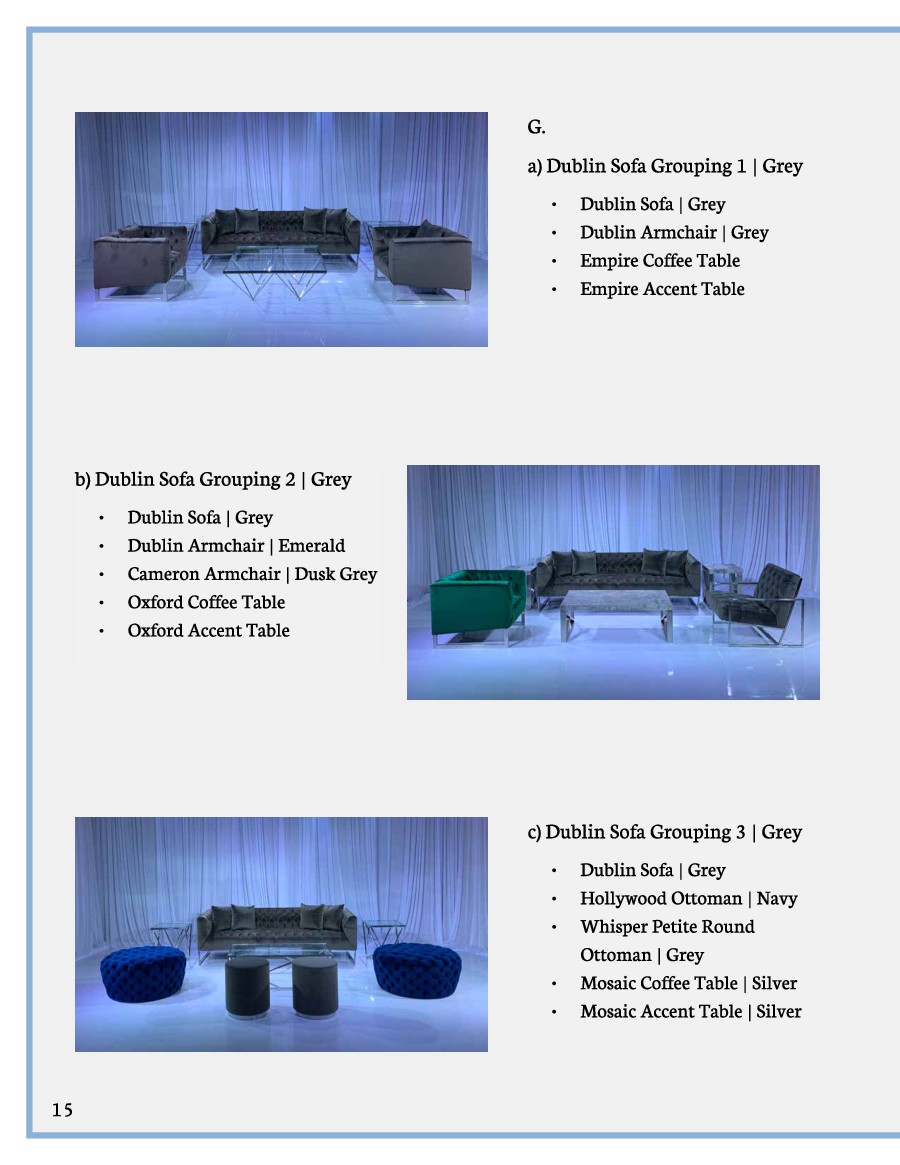 G.
a) Dublin Sofa Grouping 1 | Grey
• Dublin Sofa | Grey
• Dublin Armchair | Grey
• Empire Coffee Table
• Empire Accent Table
b) Dublin Sofa Grouping 2 | Grey
• Dublin Sofa | Grey
• Dublin Armchair | Emerald
• Cameron Armchair | Dusk Grey
• Oxford Coffee Table
• Oxford Accent Table
c) Dublin Sofa Grouping 3 | Grey
• Dublin Sofa | Grey
• Hollywood Ottoman | Navy
• Whisper Petite Round
Ottoman | Grey
• Mosaic Coffee Table | Silver
• Mosaic Accent Table | Silver
15